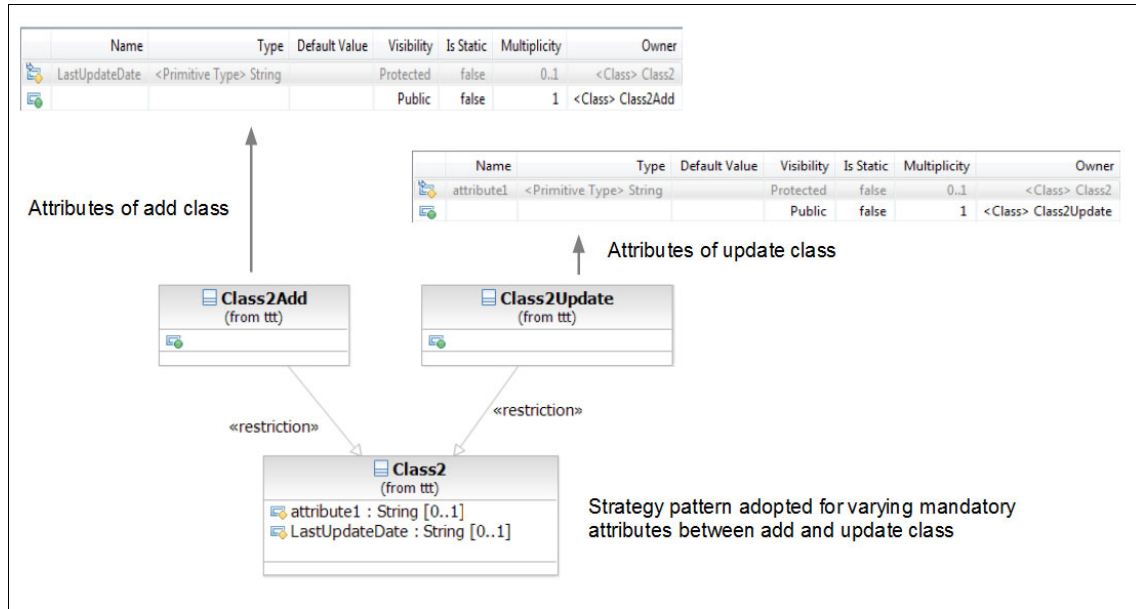 Name Type Default Value Visibility Is Static Multiplicity Owner
LastUpdateDate <Primitive Type> String Protected false 0..1 <Class> Class2
Public false 1 <Class> Class2Add
Name Type Default Value Visibility Is Static Multiplicity Owner
attribute1 <Primitive Type> String Protected false 0..1 <Class> Class2
Public false 1 <Class> Class2Update
Attributes of add class
Attributes of update class
Class2Add
(from ttt)
Class2Update
(from ttt)
«restriction»
«restriction»
Class2
(from ttt)
attribute1 : String [0..1]
LastUpdateDate : String [0..1]
Strategy pattern adopted for varying mandatory
attributes between add and update class